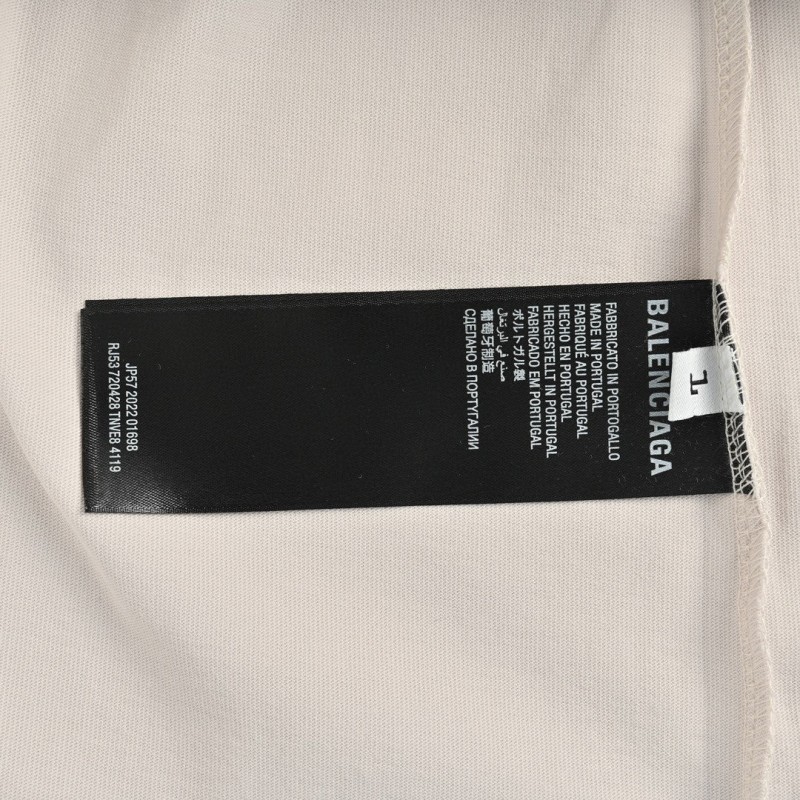 BALENCIAGA
1
FABBRICATO IN PORTOGALLO
MADE IN PORTUGAL
FABRIQUÉ AU PORTUGAL
HECHO EN PORTUGAL
HERGESTELLT IN PORTUGAL
FABRICADO EM PORTUGAL
ポルトガル製
صنع في البرتغال
葡萄牙制造
СДЕЛАНО В ПОРТУГАЛИИ
JP57 2022 01698
RJ53 720428 TNVE8 4119